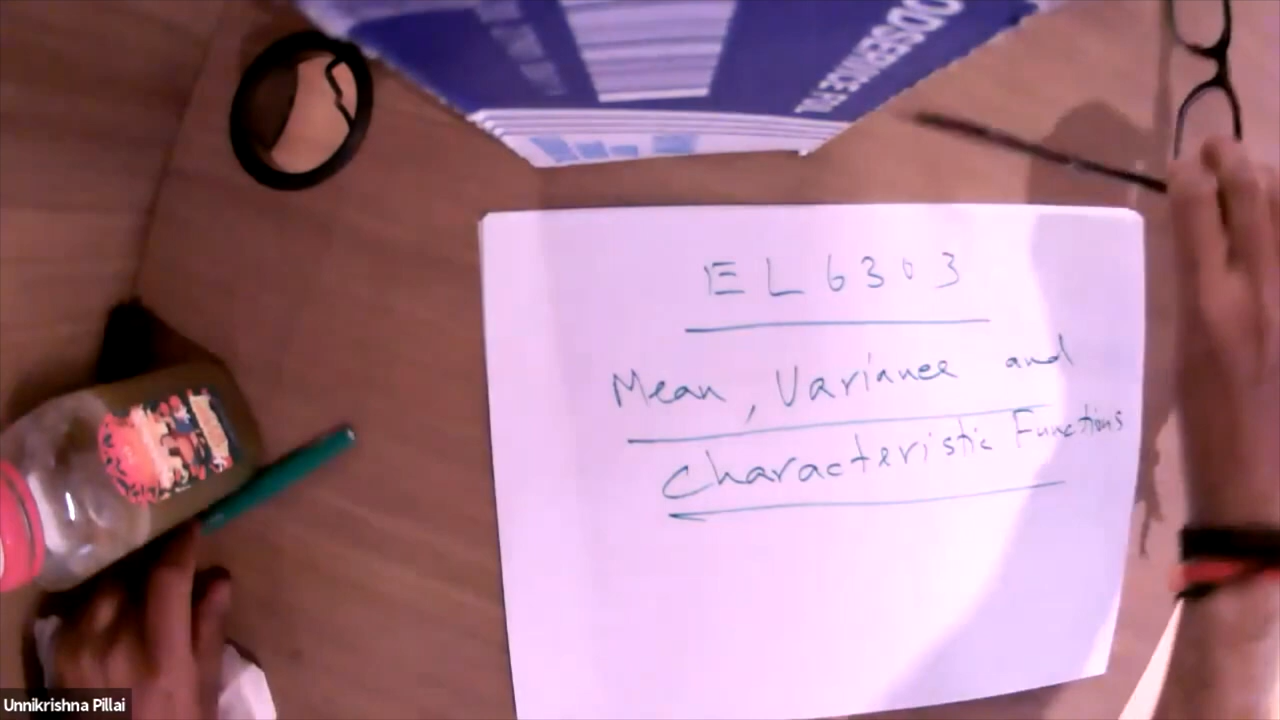 EL6303
Mean, Variance and
Characteristic Functions
Unnikrishna Pillai